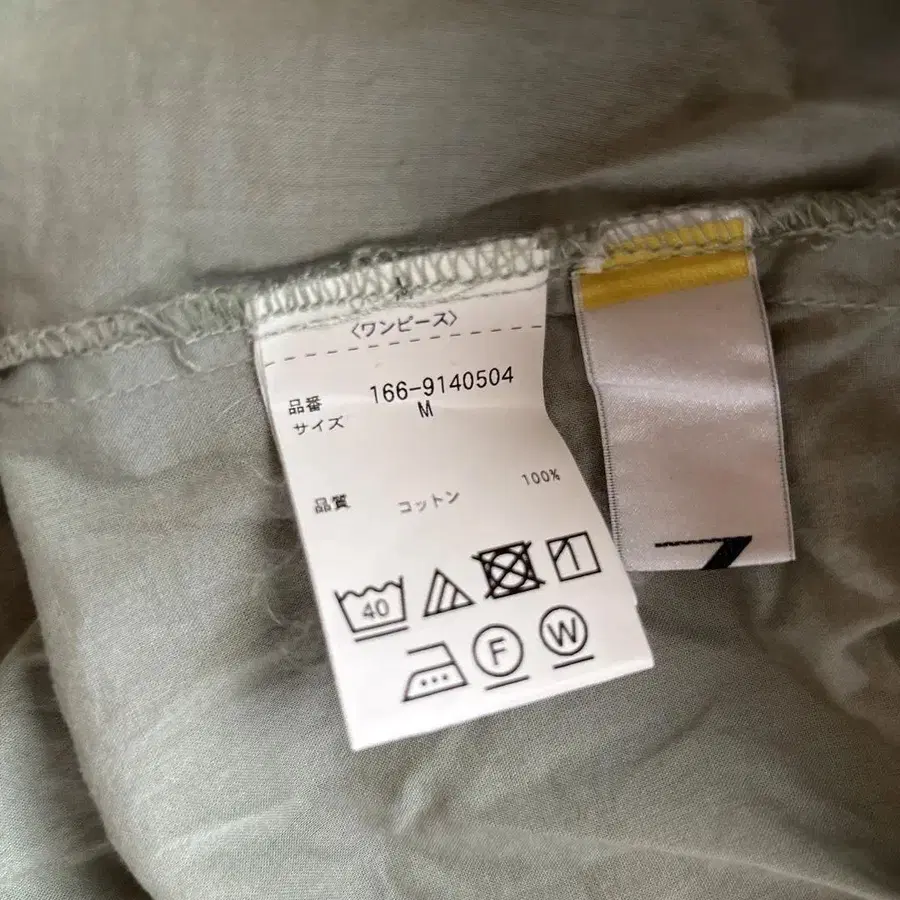 〈ワンピース〉
品番 166-9140504
サイズ M
品質 コットン 100%
40
F W